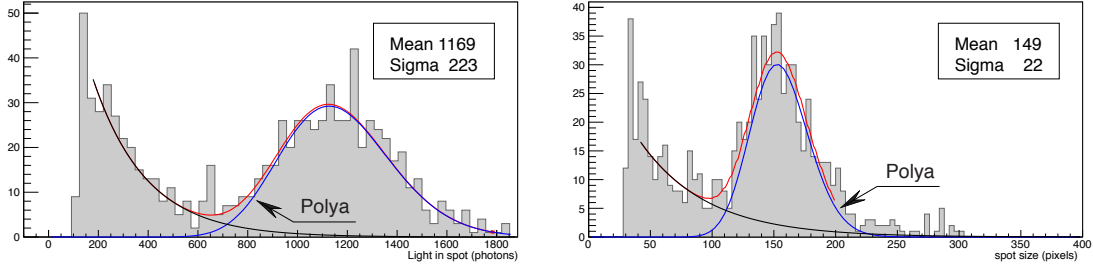 50
40
30
20
10
0
Mean 1169
Sigma 223
Polya
0 200 400 600 800 1000 1200 1400 1600 1800
Light in spot (photons)
40
35
30
25
20
15
10
5
0
Mean 149
Sigma 22
Polya
50 100 150 200 250 300 350 400
spot size (pixels)